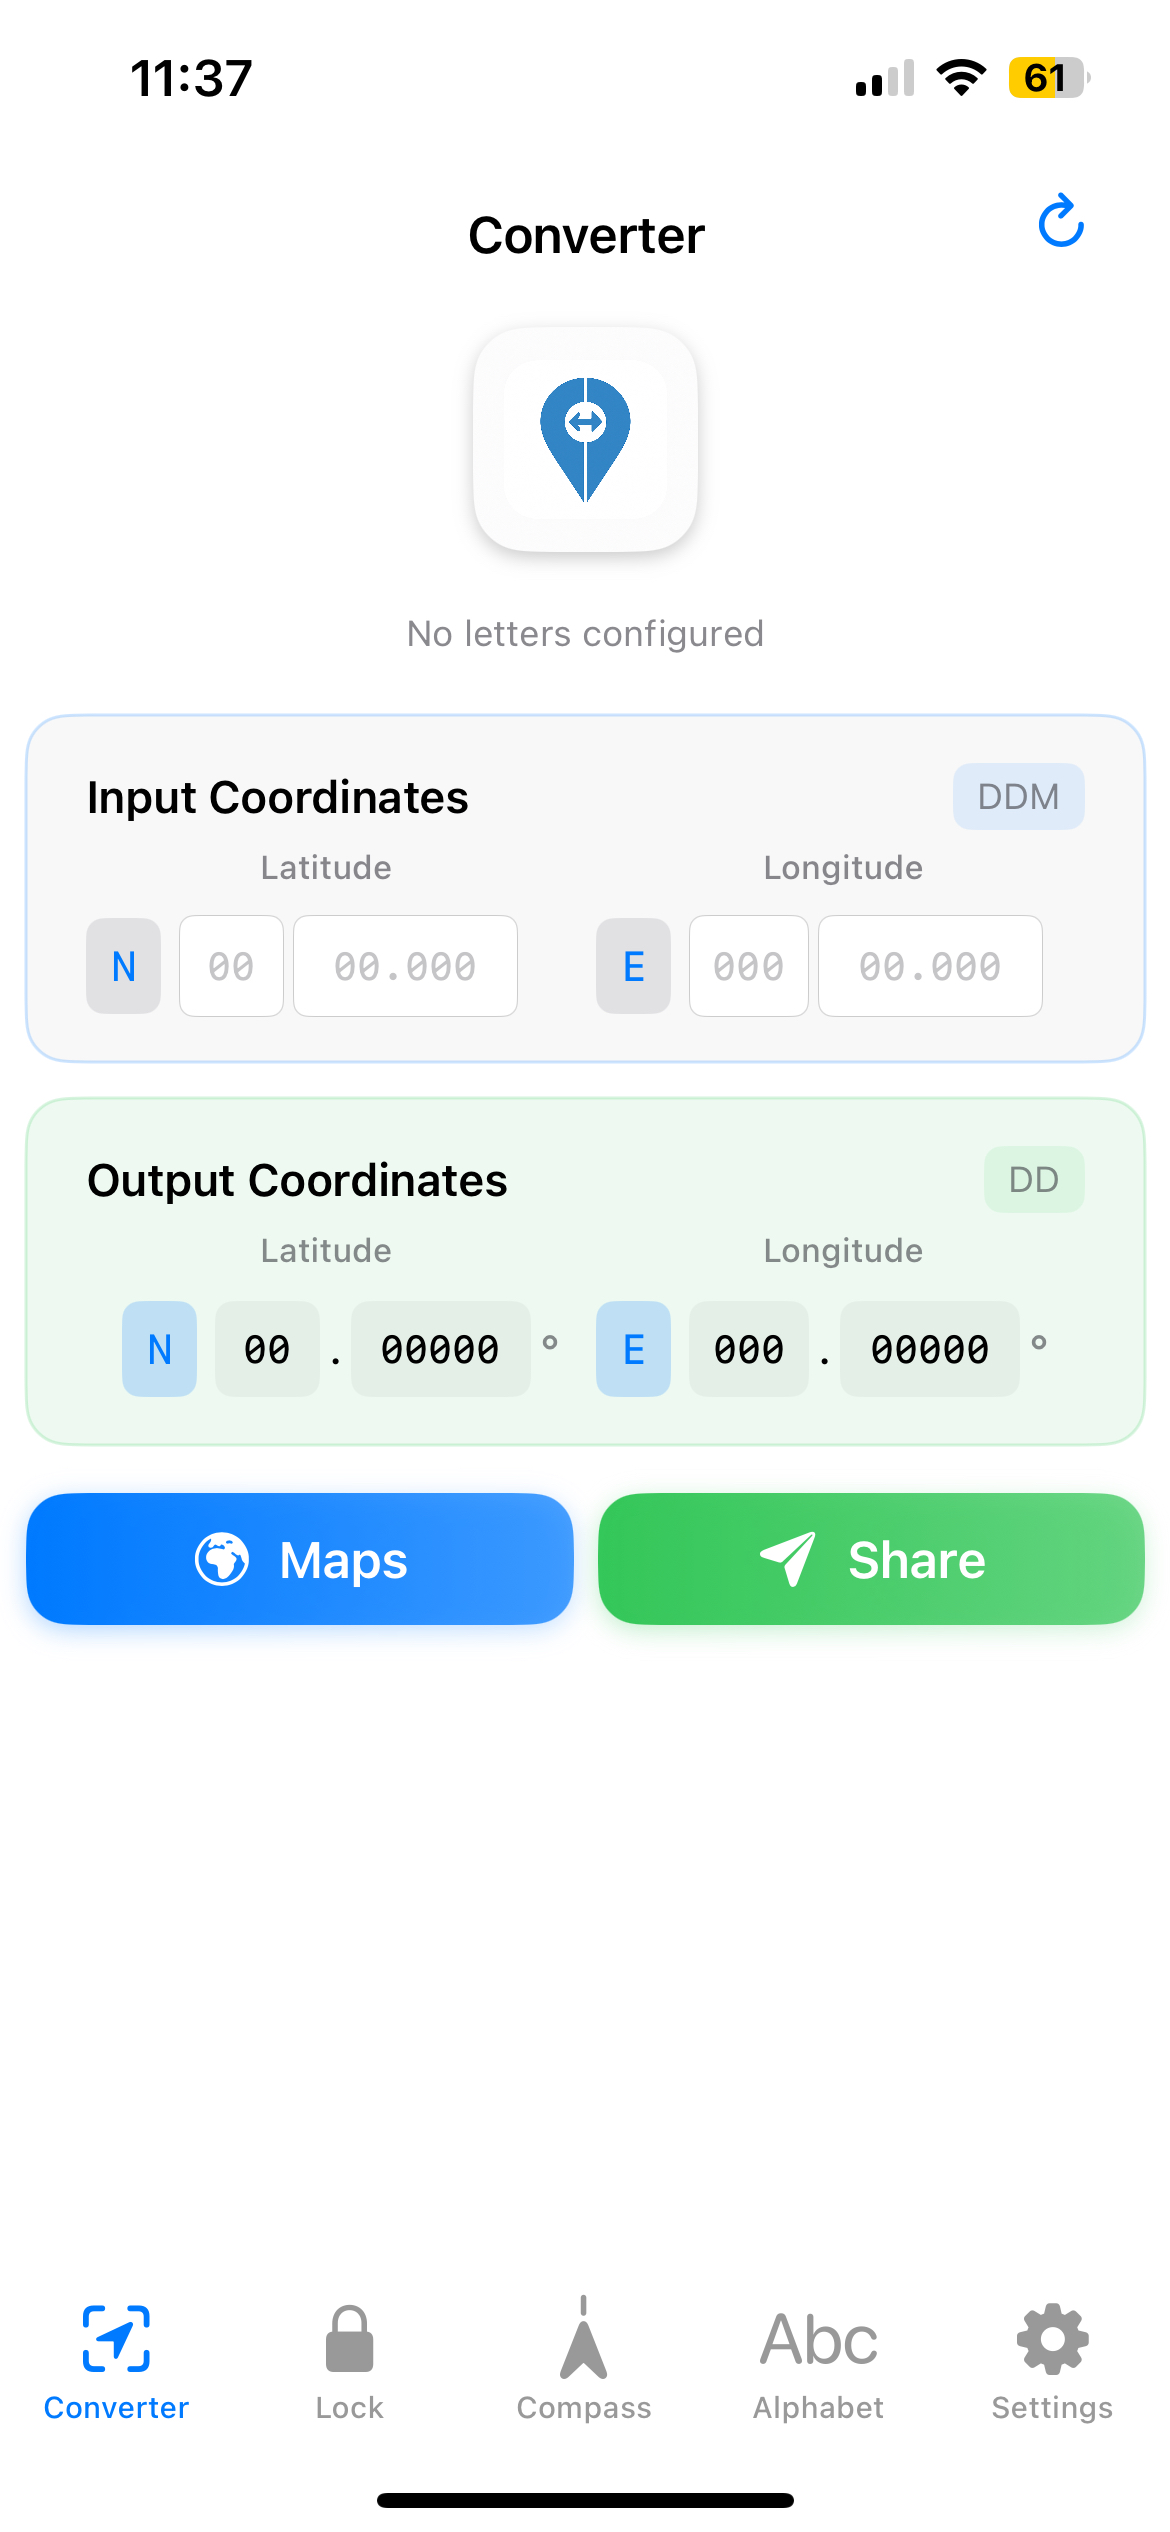 11:37
61
Converter
No letters configured
Input Coordinates
DDM
Latitude
Longitude
N 00 00.000 E 000 00.000
Output Coordinates
DD
Latitude
Longitude
N 00 . 00000 ° E 000 . 00000 °
Maps
Share
Abc
Converter
Lock
Compass
Alphabet
Settings